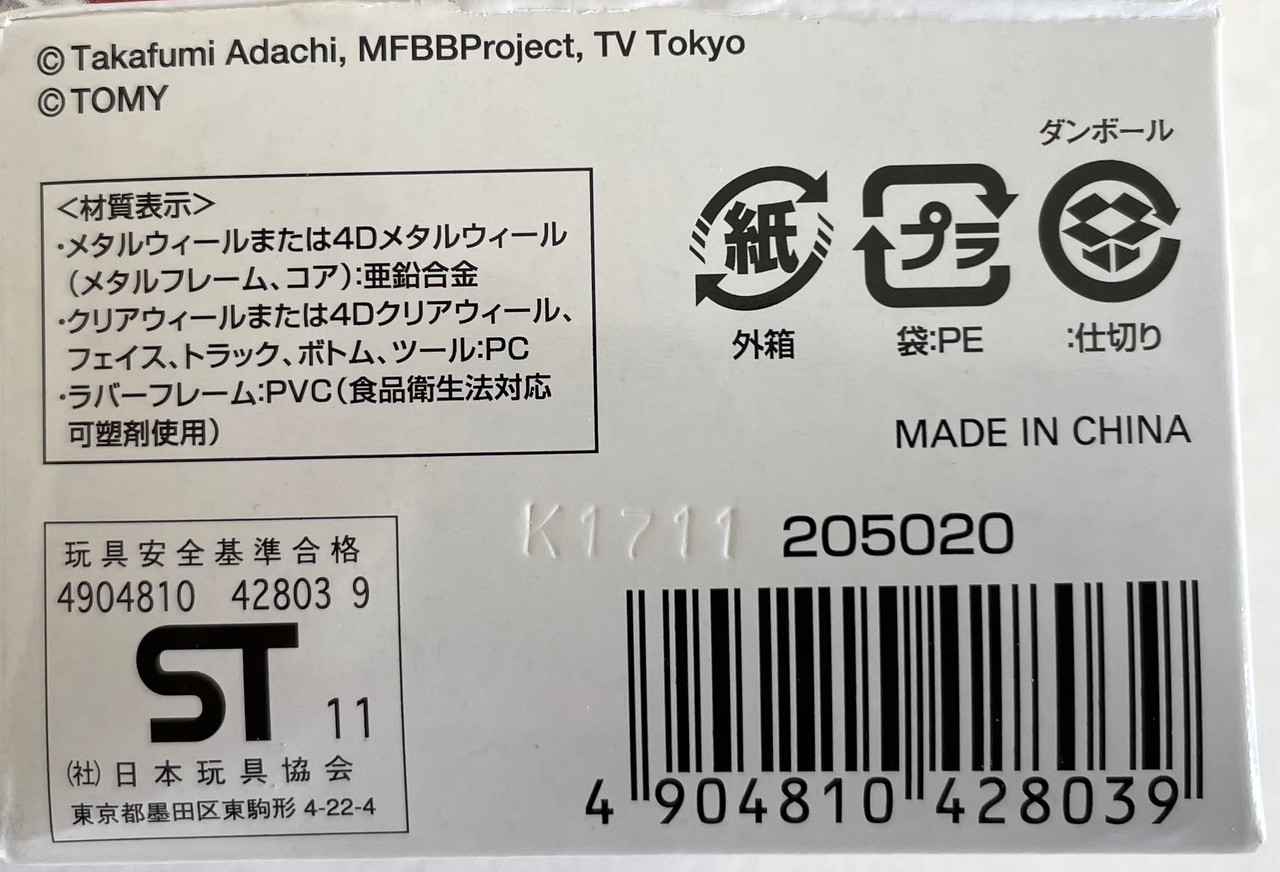 ©Takafumi Adachi, MFBBProject, TV Tokyo
©TOMY
<材質表示>
・メタルウィールまたは4Dメタルウィール
（メタルフレーム、コア）:亜鉛合金
・クリアウィールまたは4Dクリアウィール、
フェイス、トラック、ボトム、ツール:PC
・ラバーフレーム:PVC（食品衛生法対応
可塑剤使用）
ダンボール
紙
プラ
外箱
袋:PE
:仕切り
MADE IN CHINA
K1711
205020
玩具安全基準合格
4904810 42803 9
ST
11
(社)日本玩具協会
東京都墨田区東駒形 4-22-4
4 904810 428039